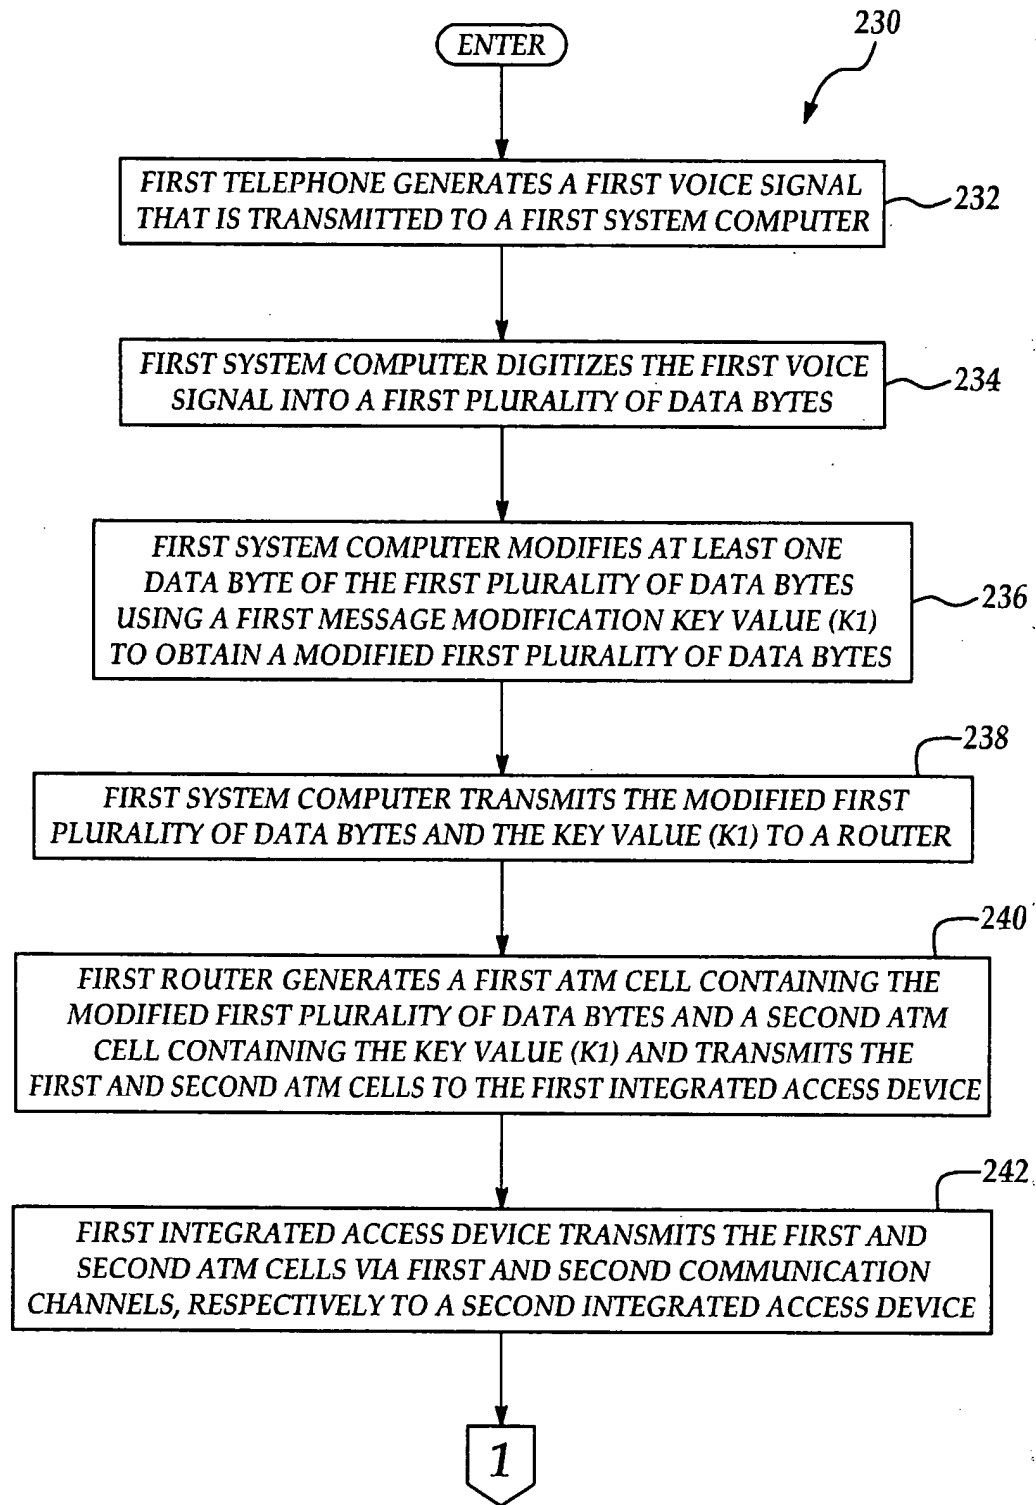 230
ENTER
FIRST TELEPHONE GENERATES A FIRST VOICE SIGNAL
THAT IS TRANSMITTED TO A FIRST SYSTEM COMPUTER
232
FIRST SYSTEM COMPUTER DIGITIZES THE FIRST VOICE
SIGNAL INTO A FIRST PLURALITY OF DATA BYTES
234
FIRST SYSTEM COMPUTER MODIFIES AT LEAST ONE
DATA BYTE OF THE FIRST PLURALITY OF DATA BYTES
USING A FIRST MESSAGE MODIFICATION KEY VALUE (K1)
TO OBTAIN A MODIFIED FIRST PLURALITY OF DATA BYTES
236
238
FIRST SYSTEM COMPUTER TRANSMITS THE MODIFIED FIRST
PLURALITY OF DATA BYTES AND THE KEY VALUE (K1) TO A ROUTER
240
FIRST ROUTER GENERATES A FIRST ATM CELL CONTAINING THE
MODIFIED FIRST PLURALITY OF DATA BYTES AND A SECOND ATM
CELL CONTAINING THE KEY VALUE (K1) AND TRANSMITS THE
FIRST AND SECOND ATM CELLS TO THE FIRST INTEGRATED ACCESS DEVICE
242
FIRST INTEGRATED ACCESS DEVICE TRANSMITS THE FIRST AND
SECOND ATM CELLS VIA FIRST AND SECOND COMMUNICATION
CHANNELS, RESPECTIVELY TO A SECOND INTEGRATED ACCESS DEVICE
1